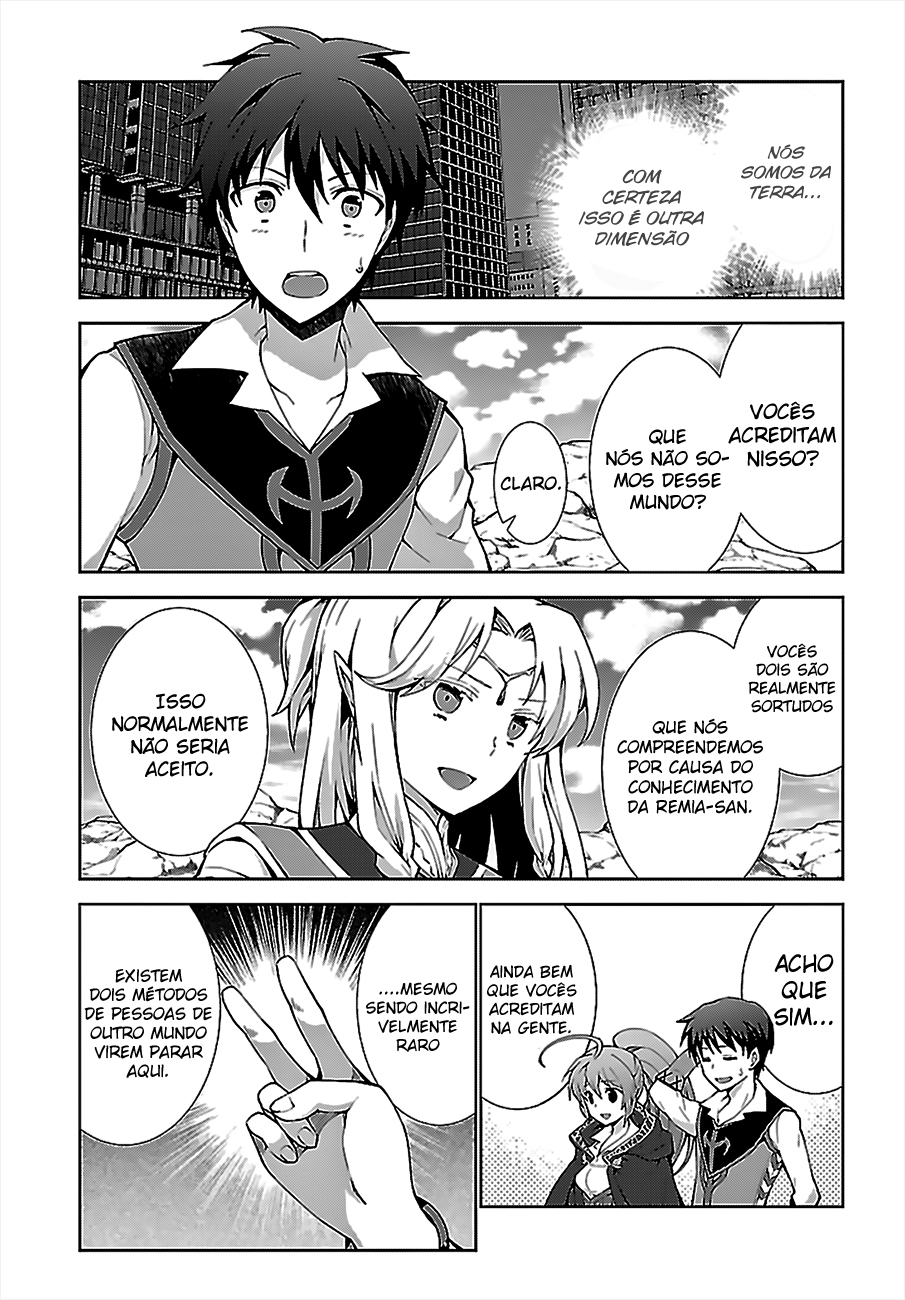 NÓS
SOMOS DA
TERRA...
COM
CERTEZA
ISSO É OUTRA
DIMENSÃO
VOCÊS
ACREDITAM
NISSO?
QUE
NÓS NÃO SO-
MOS DESSE
MUNDO?
CLARO.
VOCÊS
DOIS SÃO
REALMENTE
SORTUDOS
QUE NÓS
COMPREENDEMOS
POR CAUSA DO
CONHECIMENTO
DA REMIA-SAN.
ISSO
NORMALMENTE
NÃO SERIA
ACEITO.
ACHO
QUE
SIM...
AINDA BEM
QUE VOCÊS
ACREDITAM
NA GENTE.
....MESMO
SENDO INCRI-
VELMENTE
RARO
EXISTEM
DOIS MÉTODOS
DE PESSOAS DE
OUTRO MUNDO
VIREM PARAR
AQUI.